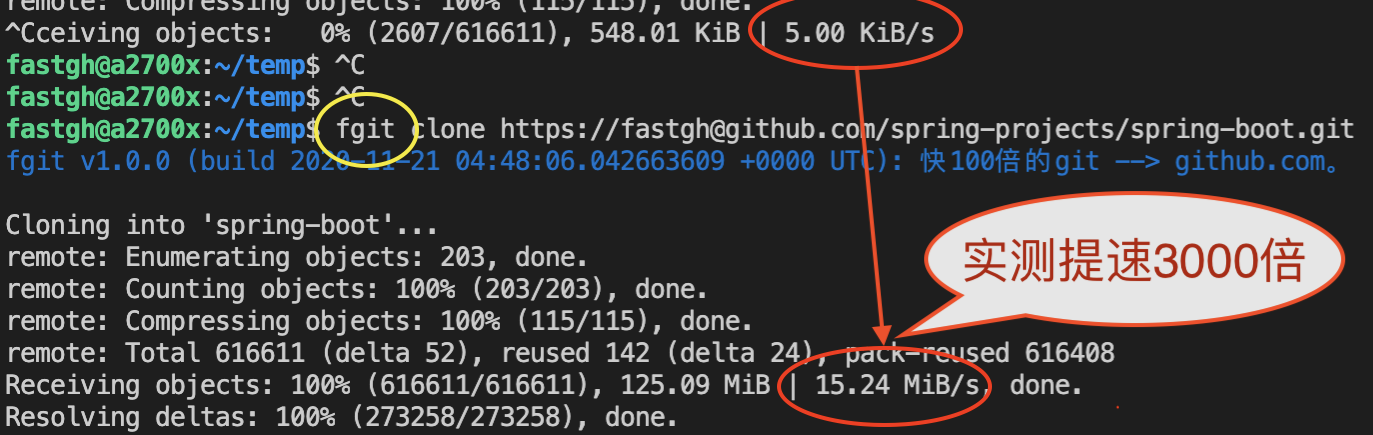 remote: Compressing objects: 100% (115/115), done.
^Cceiving objects:   0% (2607/616611), 548.01 KiB | 5.00 KiB/s
fastgh@a2700x:~/temp$ ^C
fastgh@a2700x:~/temp$ ^C
fastgh@a2700x:~/temp$ fgit clone https://fastgh@github.com/spring-projects/spring-boot.git
fgit v1.0.0 (build 2020-11-21 04:48:06.042663609 +0000 UTC): 快100倍的git ——> github.com。
Cloning into 'spring-boot'...
remote: Enumerating objects: 203, done.
实测提速3000倍
remote: Counting objects: 100% (203/203), done.
remote: Compressing objects: 100% (115/115), done.
remote: Total 616611 (delta 52), reused 142 (delta 24), pack-reused 616408
Receiving objects: 100% (616611/616611), 125.09 MiB | 15.24 MiB/s, done.
Resolving deltas: 100% (273258/273258), done.